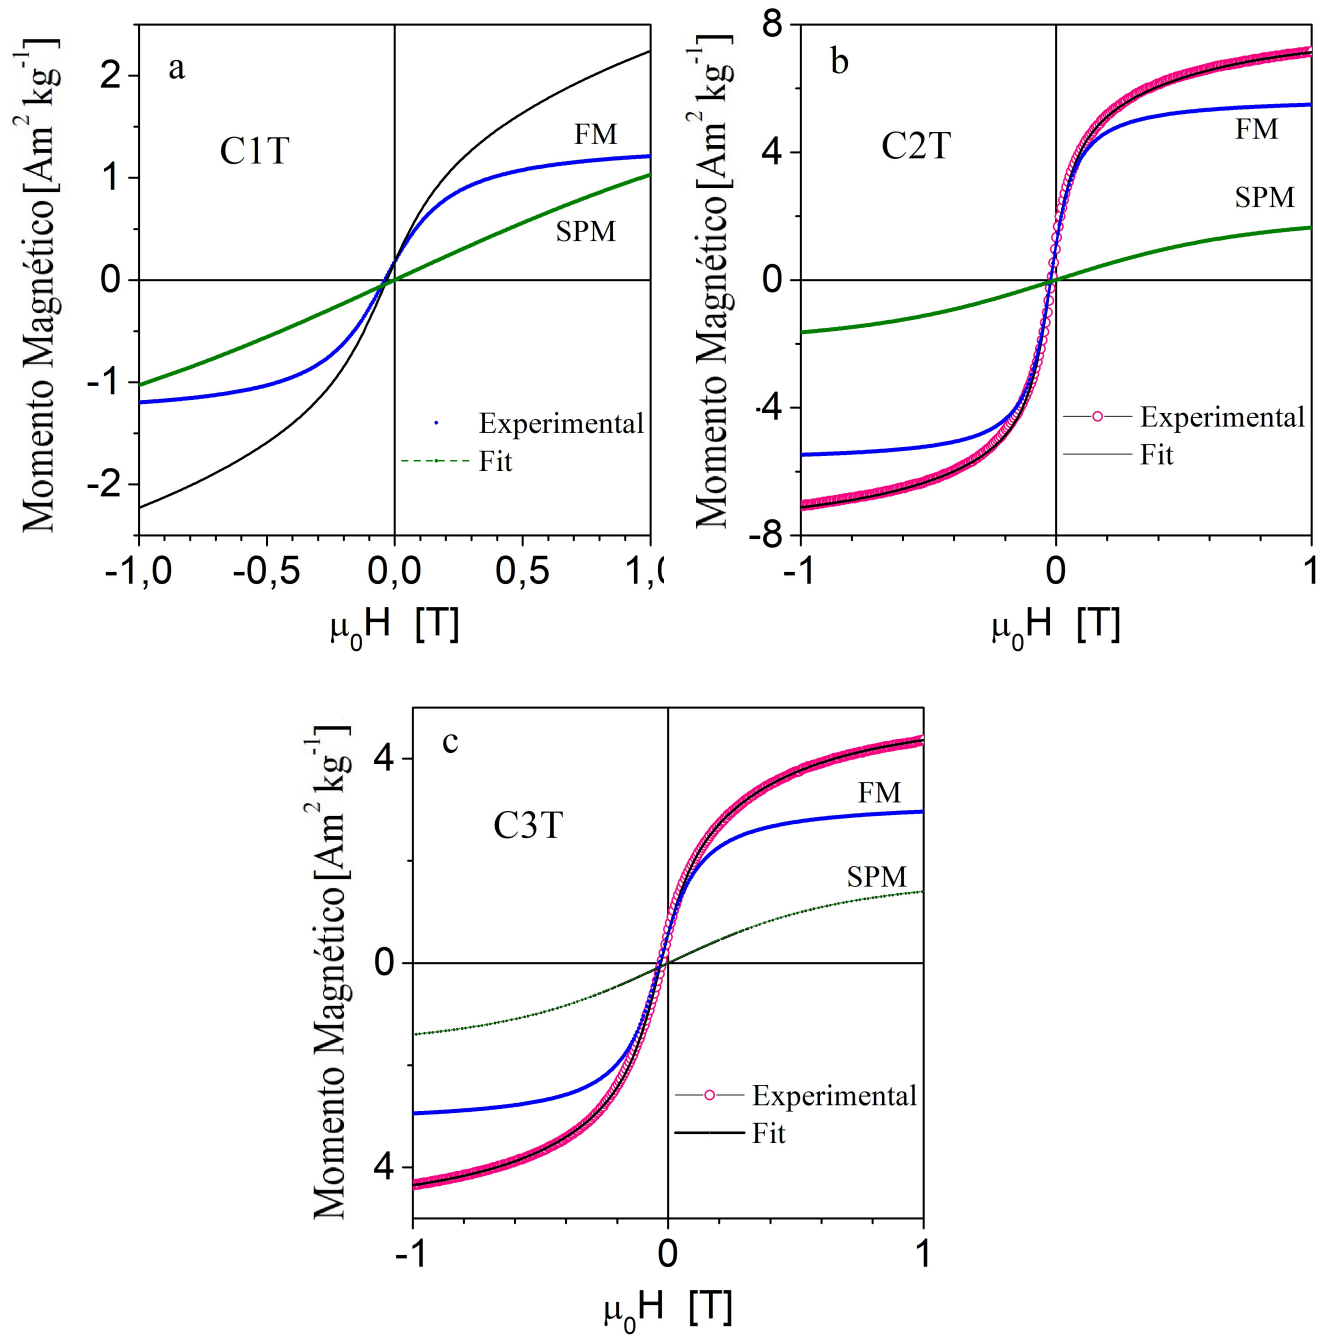 a
C1T
FM
SPM
Experimental
Fit
Momento Magnético[Am² kg⁻¹]
2
1
0
-1
-2
-1,0 -0,5 0,0 0,5 1,0
μ₀H [T]
b
C2T
FM
SPM
Experimental
Fit
Momento Magnético[Am² kg⁻¹]
8
4
0
-4
-8
-1 0 1
μ₀H [T]
c
C3T
FM
SPM
Experimental
Fit
Momento Magnético[Am² kg⁻¹]
4
0
4
-1 0 1
μ₀H [T]